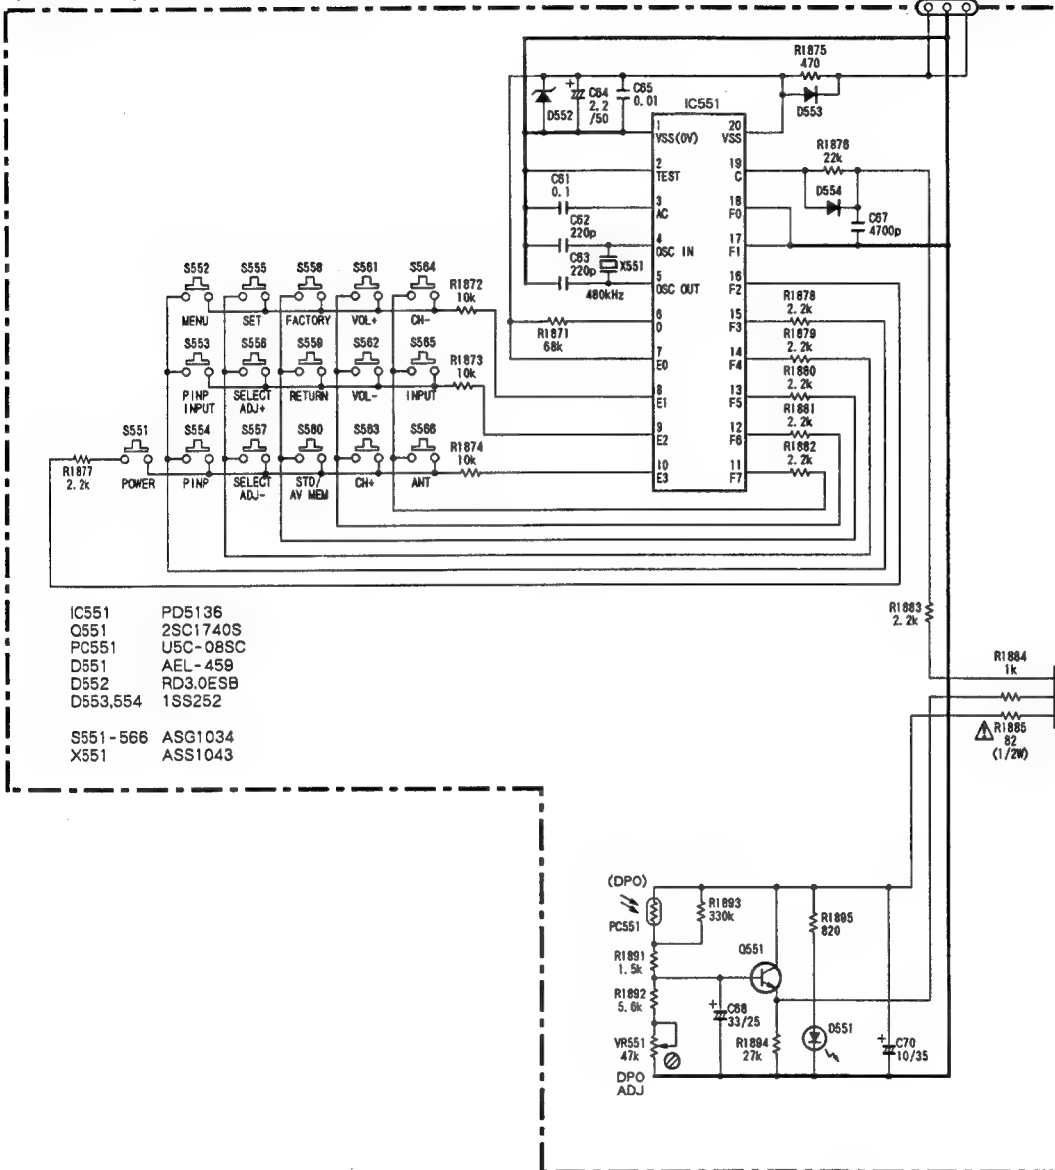 R1875
470
D552
+
C64
2.2
/50
C65
0.01
IC551
D553
1
VSS(0V)
20
VSS
2
TEST
19
C
R1876
22k
D554
C67
4700p
C61
0.1
3
AC
18
F0
C62
220p
4
OSC IN
17
F1
C63
220p
X551
480kHz
5
OSC OUT
16
F2
6
D
15
F3
R1878
2.2k
R1871
68k
7
E0
14
F4
R1879
2.2k
8
E1
13
F5
R1880
2.2k
9
E2
12
F6
R1881
2.2k
10
E3
11
F7
R1882
2.2k
S552
S555
S558
S561
S564
R1872
10k
MENU
SET
FACTORY
VOL+
CH-
S553
S556
S559
S562
S565
R1873
10k
PINP
INPUT
SELECT
ADJ+
RETURN
VOL-
INPUT
S551
S554
S557
S560
S563
S566
R1874
10k
R1877
2.2k
POWER
PINP
SELECT
ADJ-
STD/
AV MEM
CH+
ANT
IC551 PD5136
Q551 2SC1740S
PC551 U5C-08SC
D551 AEL-459
D552 RD3.0ESB
D553,554 1SS252
S551-566 ASG1034
X551 ASS1043
R1883
2.2k
R1884
1k
R1885
82
(1/2W)
(DPO)
PC551
R1893
330k
R1895
820
R1891
1.5k
Q551
R1892
5.6k
+
C68
33/25
D551
VR551
47k
R1894
27k
+
C70
10/35
DPO
ADJ